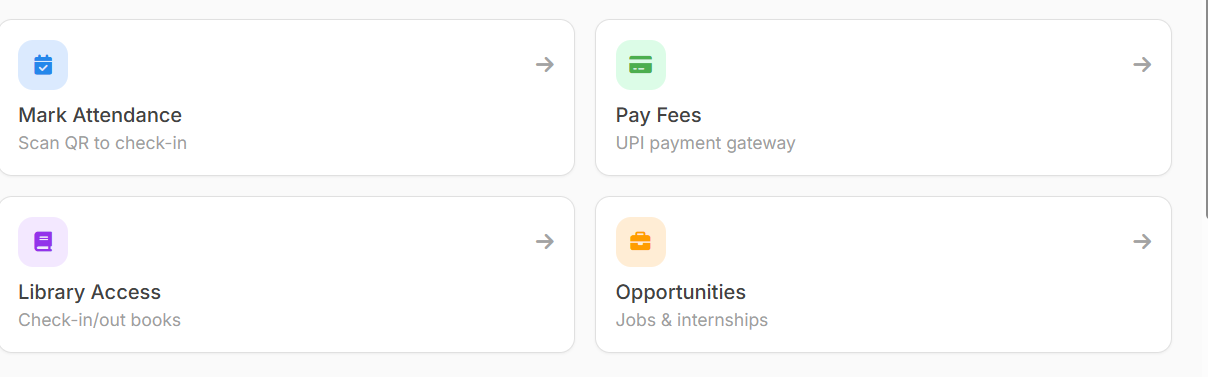 Mark Attendance
Scan QR to check-in
Pay Fees
UPI payment gateway
Library Access
Check-in/out books
Opportunities
Jobs & internships